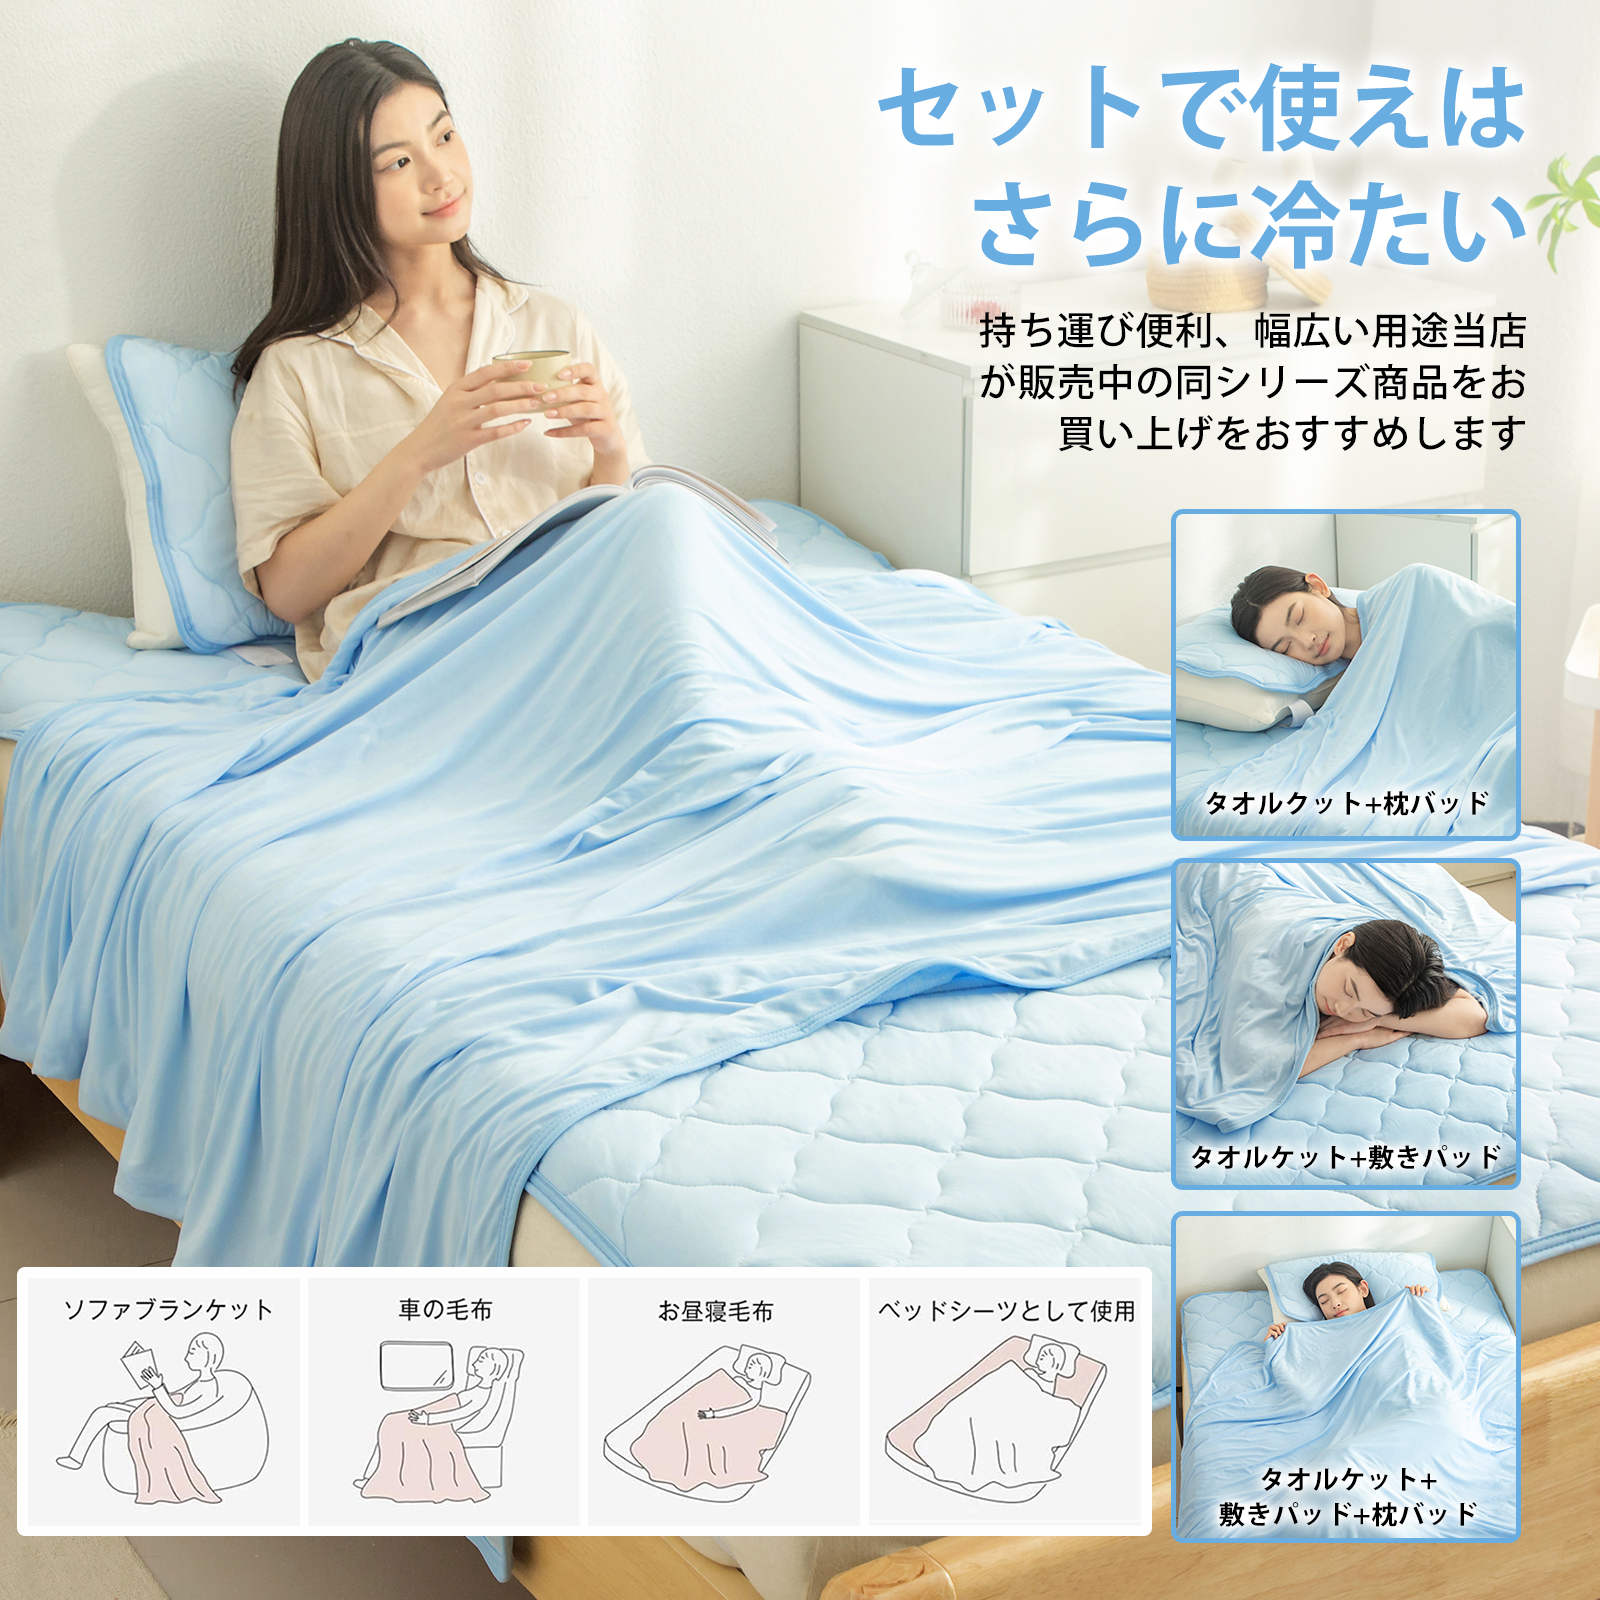 セットで使えは
さらに冷たい
持ち運び便利、幅広い用途当店
が販売中の同シリーズ商品をお
買い上げをおすすめします
タオルクット+枕バッド
タオルケット+敷きパッド
タオルケット+
敷きパッド+枕バッド
ソファブランケット
車の毛布
お昼寝毛布
ベッドシーツとして使用